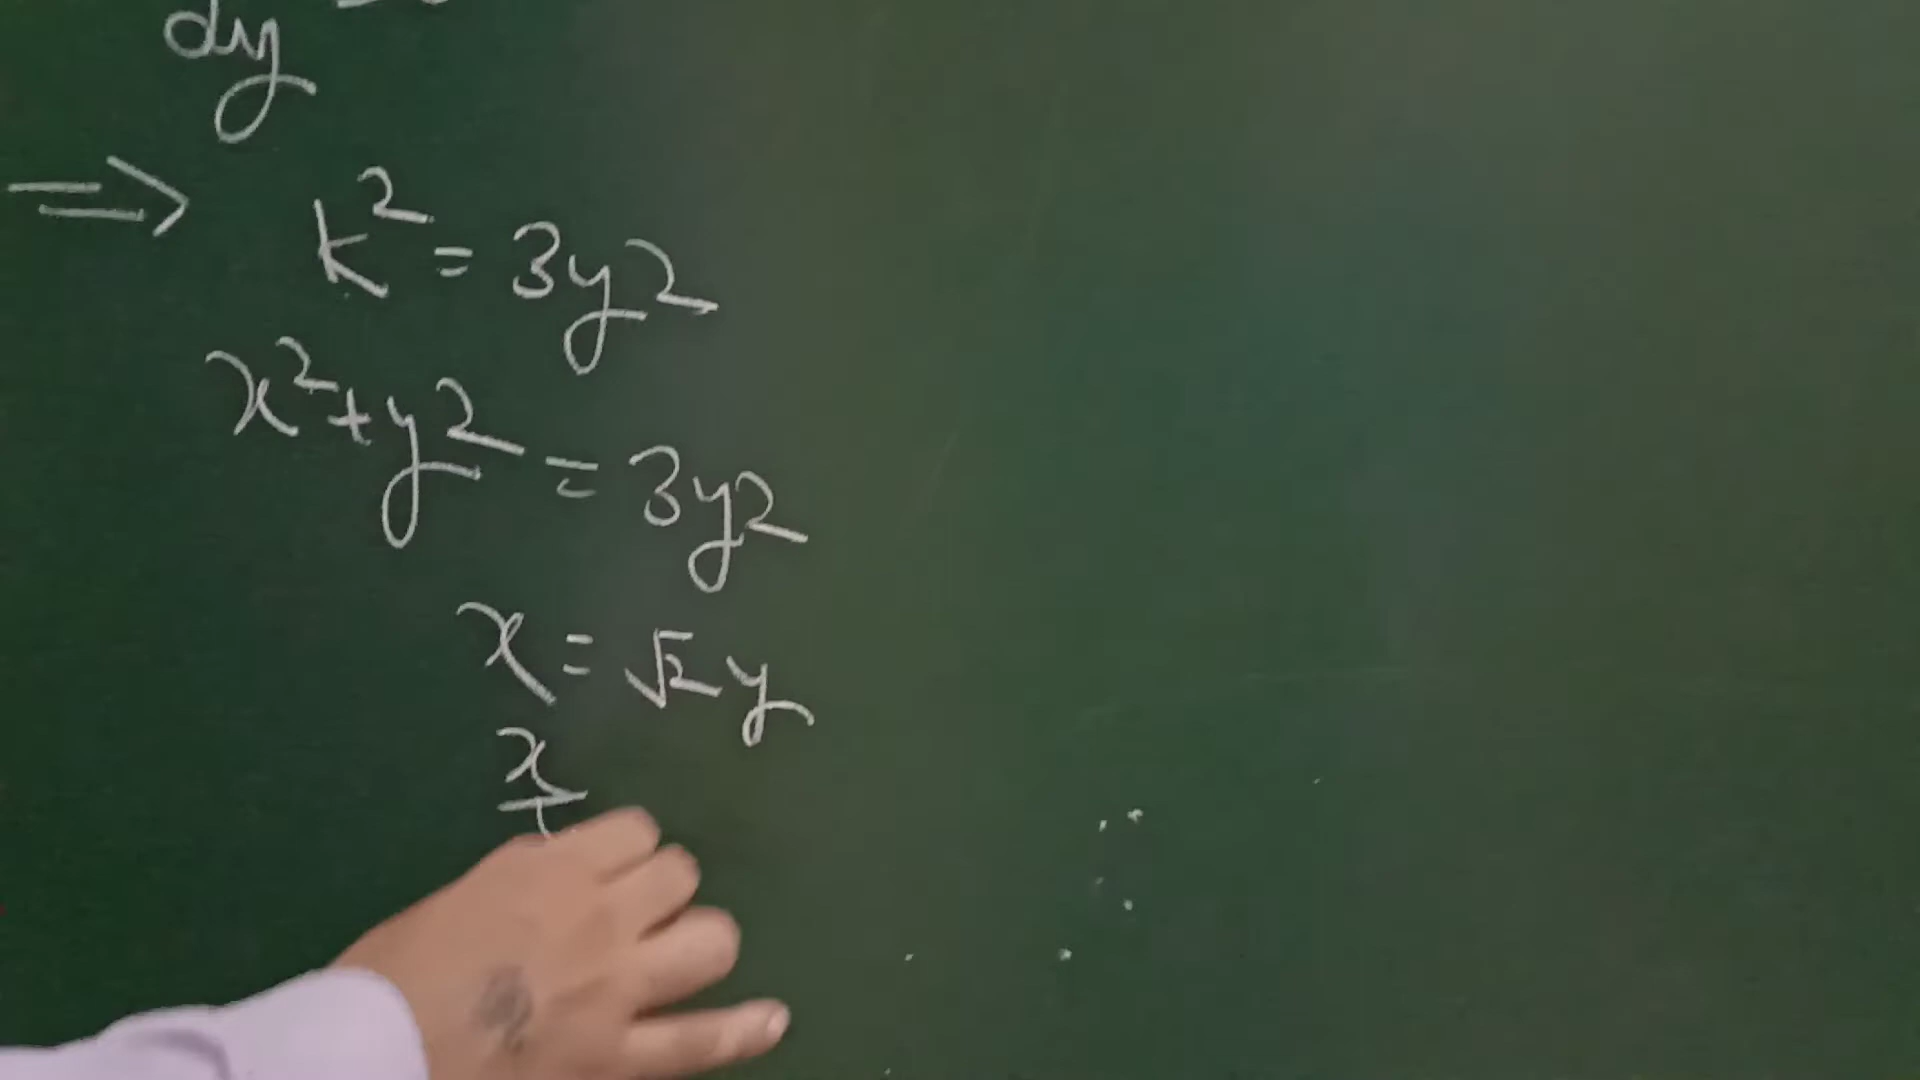 dy
⇒ k² = 3y²
x² + y² = 3y²
x = √2 y
x